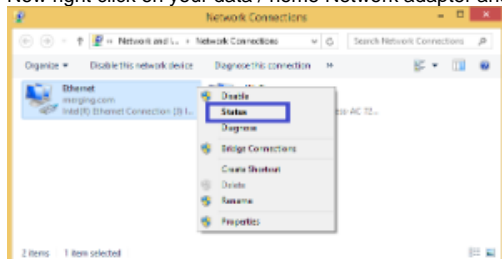 Now right click on your data / home Network adapter and
Network Connections
Network and I... › Network Connections
Search Network Connections
Organize Disable this network device Diagnose this connection »
Ethernet
merging.com
Intel(R) Ethernet Connection (2) I...
Disable
Status
Diagnose
Bridge Connections
Create Shortcut
Delete
Rename
Properties
2 items 1 item selected